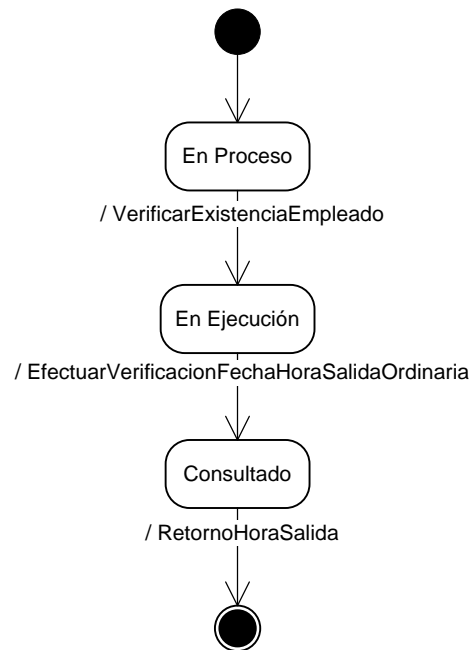 En Proceso
/ VerificarExistenciaEmpleado
En Ejecución
/ EfectuarVerificacionFechaHoraSalidaOrdinaria
Consultado
/ RetornoHoraSalida